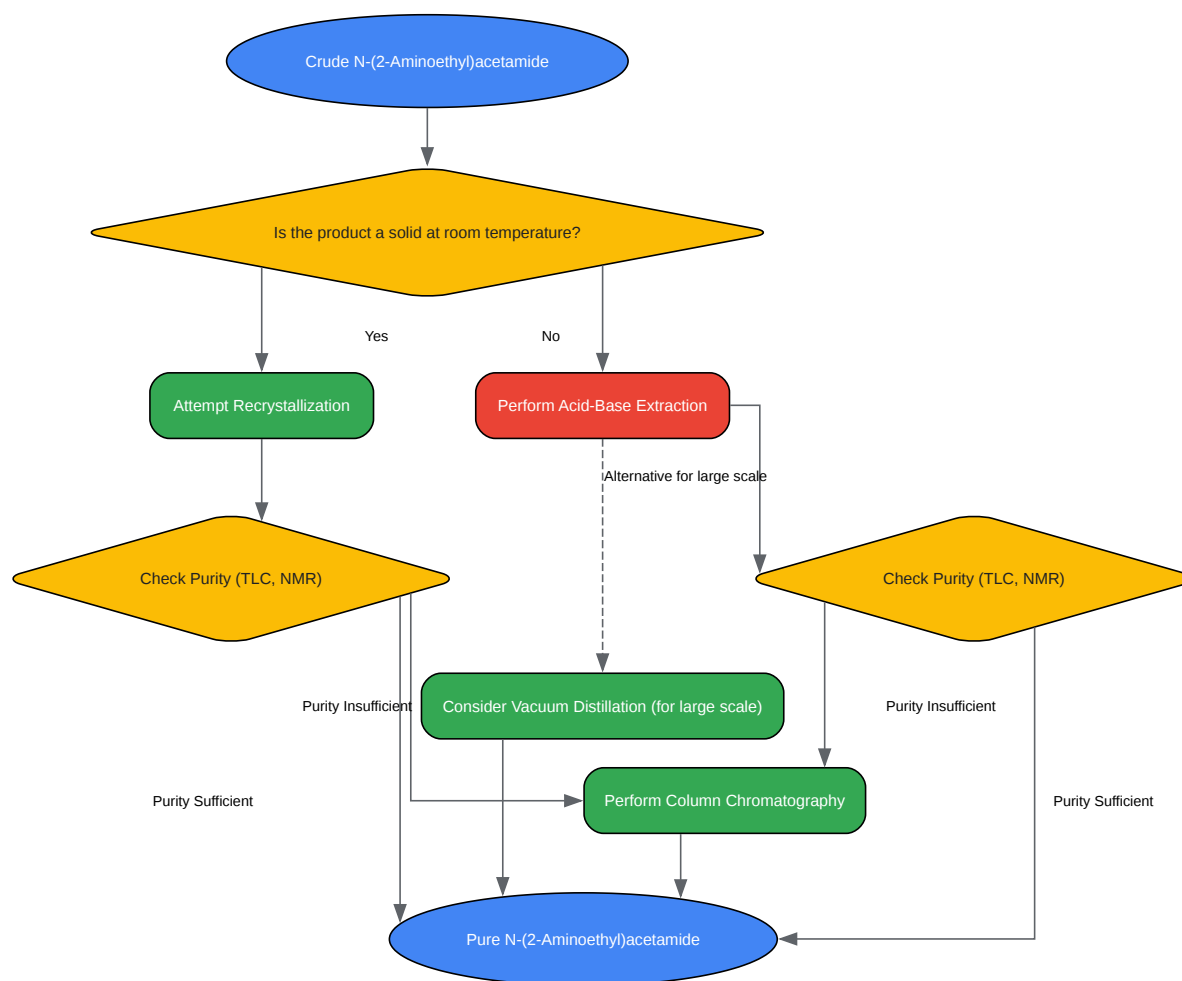 Crude N-(2-Aminoethyl)acetamide
Is the product a solid at room temperature?
Yes
No
Attempt Recrystallization
Perform Acid-Base Extraction
Alternative for large scale
Check Purity (TLC, NMR)
Check Purity (TLC, NMR)
Purity Insufficient
Consider Vacuum Distillation (for large scale)
Purity Insufficient
Purity Sufficient
Perform Column Chromatography
Purity Sufficient
Pure N-(2-Aminoethyl)acetamide